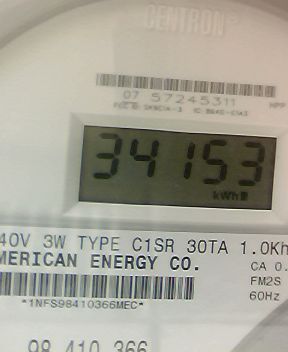 CENTRON®
07 57245311
HPP
34153
kWh
40V 3W TYPE C1SR 30TA 1.0Kh
MERICAN ENERGY CO.
CA 0.
FM2S
60Hz
*1NFS98410366MEC*
98 410 366